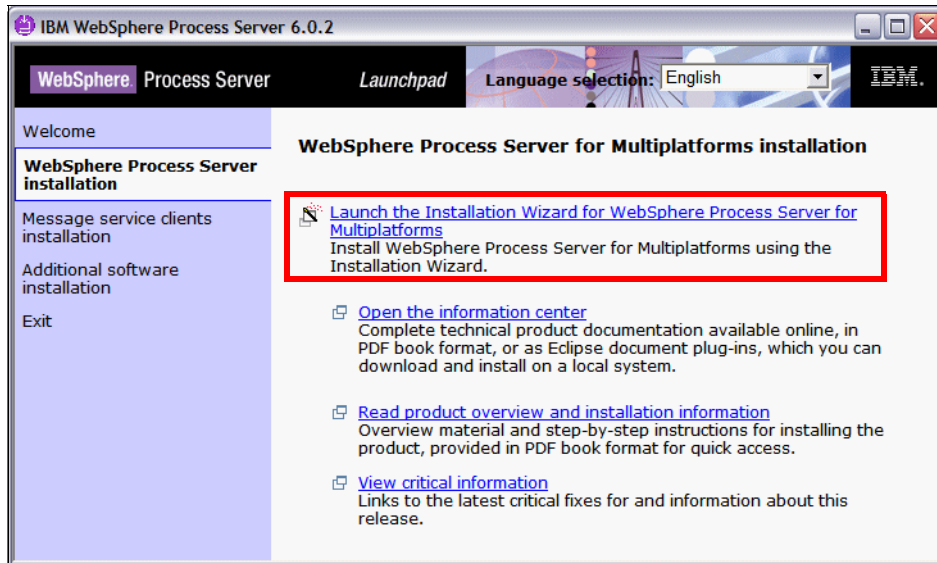 IBM WebSphere Process Server 6.0.2
WebSphere. Process Server Launchpad Language selection: English IBM.
Welcome
WebSphere Process Server
installation
Message service clients
installation
Additional software
installation
Exit
WebSphere Process Server for Multiplatforms installation
Launch the Installation Wizard for WebSphere Process Server for
Multiplatforms
Install WebSphere Process Server for Multiplatforms using the
Installation Wizard.
Open the information center
Complete technical product documentation available online, in
PDF book format, or as Eclipse document plug-ins, which you can
download and install on a local system.
Read product overview and installation information
Overview material and step-by-step instructions for installing the
product, provided in PDF book format for quick access.
View critical information
Links to the latest critical fixes for and information about this
release.